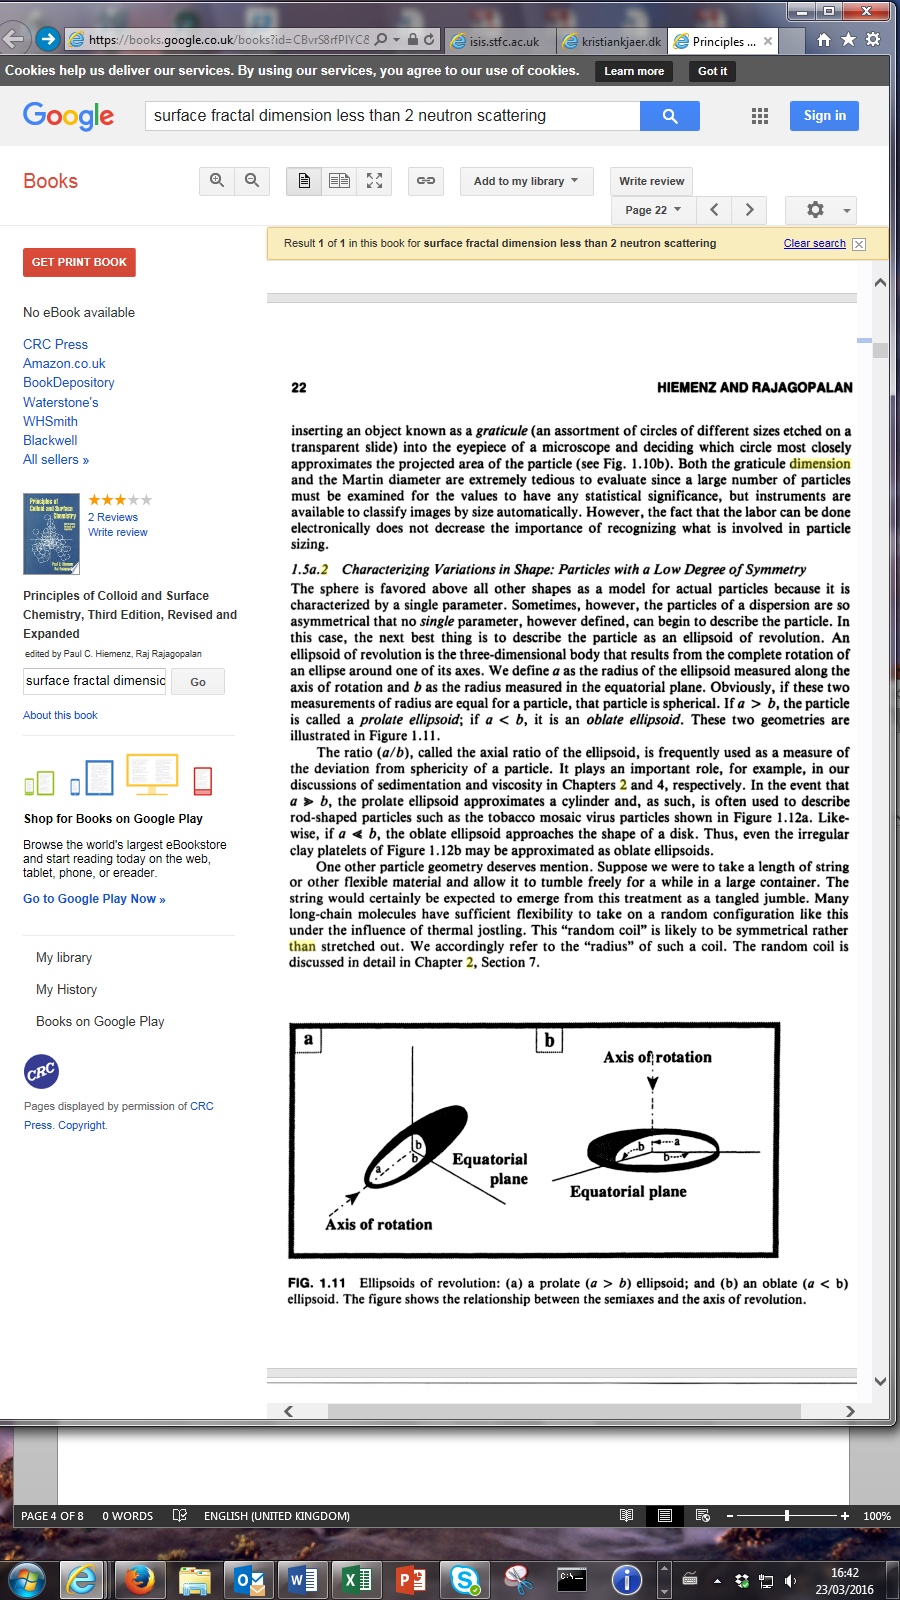 https://books.google.co.uk/books?id=CBvrS8rfPIYC&
isis.stfc.ac.uk
kristiankjaer.dk
Principles ...
Cookies help us deliver our services. By using our services, you agree to our use of cookies.
Learn more
Got it
Google
surface fractal dimension less than 2 neutron scattering
Sign in
Books
Add to my library
Write review
Page 22
Result 1 of 1 in this book for surface fractal dimension less than 2 neutron scattering
Clear search
GET PRINT BOOK
No eBook available
CRC Press
Amazon.co.uk
BookDepository
Waterstone's
WHSmith
Blackwell
All sellers »
Principles of
Colloid and Surface
Chemistry
2 Reviews
Write review
Principles of Colloid and Surface
Chemistry, Third Edition, Revised and
Expanded
edited by Paul C. Hiemenz, Raj Rajagopalan
surface fractal dimensic
Go
About this book
Shop for Books on Google Play
Browse the world's largest eBookstore
and start reading today on the web,
tablet, phone, or ereader.
Go to Google Play Now »
My library
My History
Books on Google Play
CRC
Pages displayed by permission of CRC
Press. Copyright.
22
HIEMENZ AND RAJAGOPALAN
inserting an object known as a graticule (an assortment of circles of different sizes etched on a
transparent slide) into the eyepiece of a microscope and deciding which circle most closely
approximates the projected area of the particle (see Fig. 1.10b). Both the graticule dimension
and the Martin diameter are extremely tedious to evaluate since a large number of particles
must be examined for the values to have any statistical significance, but instruments are
available to classify images by size automatically. However, the fact that the labor can be done
electronically does not decrease the importance of recognizing what is involved in particle
sizing.
1.5a.2 Characterizing Variations in Shape: Particles with a Low Degree of Symmetry
The sphere is favored above all other shapes as a model for actual particles because it is
characterized by a single parameter. Sometimes, however, the particles of a dispersion are so
asymmetrical that no single parameter, however defined, can begin to describe the particle. In
this case, the next best thing is to describe the particle as an ellipsoid of revolution. An
ellipsoid of revolution is the three-dimensional body that results from the complete rotation of
an ellipse around one of its axes. We define a as the radius of the ellipsoid measured along the
axis of rotation and b as the radius measured in the equatorial plane. Obviously, if these two
measurements of radius are equal for a particle, that particle is spherical. If a > b, the particle
is called a prolate ellipsoid; if a < b, it is an oblate ellipsoid. These two geometries are
illustrated in Figure 1.11.
The ratio (a/b), called the axial ratio of the ellipsoid, is frequently used as a measure of
the deviation from sphericity of a particle. It plays an important role, for example, in our
discussions of sedimentation and viscosity in Chapters 2 and 4, respectively. In the event that
a ≫ b, the prolate ellipsoid approximates a cylinder and, as such, is often used to describe
rod-shaped particles such as the tobacco mosaic virus particles shown in Figure 1.12a. Like-
wise, if a ≪ b, the oblate ellipsoid approaches the shape of a disk. Thus, even the irregular
clay platelets of Figure 1.12b may be approximated as oblate ellipsoids.
One other particle geometry deserves mention. Suppose we were to take a length of string
or other flexible material and allow it to tumble freely for a while in a large container. The
string would certainly be expected to emerge from this treatment as a tangled jumble. Many
long-chain molecules have sufficient flexibility to take on a random configuration like this
under the influence of thermal jostling. This “random coil” is likely to be symmetrical rather
than stretched out. We accordingly refer to the “radius” of such a coil. The random coil is
discussed in detail in Chapter 2, Section 7.
a
b
b
a
Equatorial
plane
Axis of rotation
b
Axis of rotation
b
a
b
Equatorial plane
FIG. 1.11 Ellipsoids of revolution: (a) a prolate (a > b) ellipsoid; and (b) an oblate (a < b)
ellipsoid. The figure shows the relationship between the semiaxes and the axis of revolution.
PAGE 4 OF 8
0 WORDS
ENGLISH (UNITED KINGDOM)
100%
16:42
23/03/2016